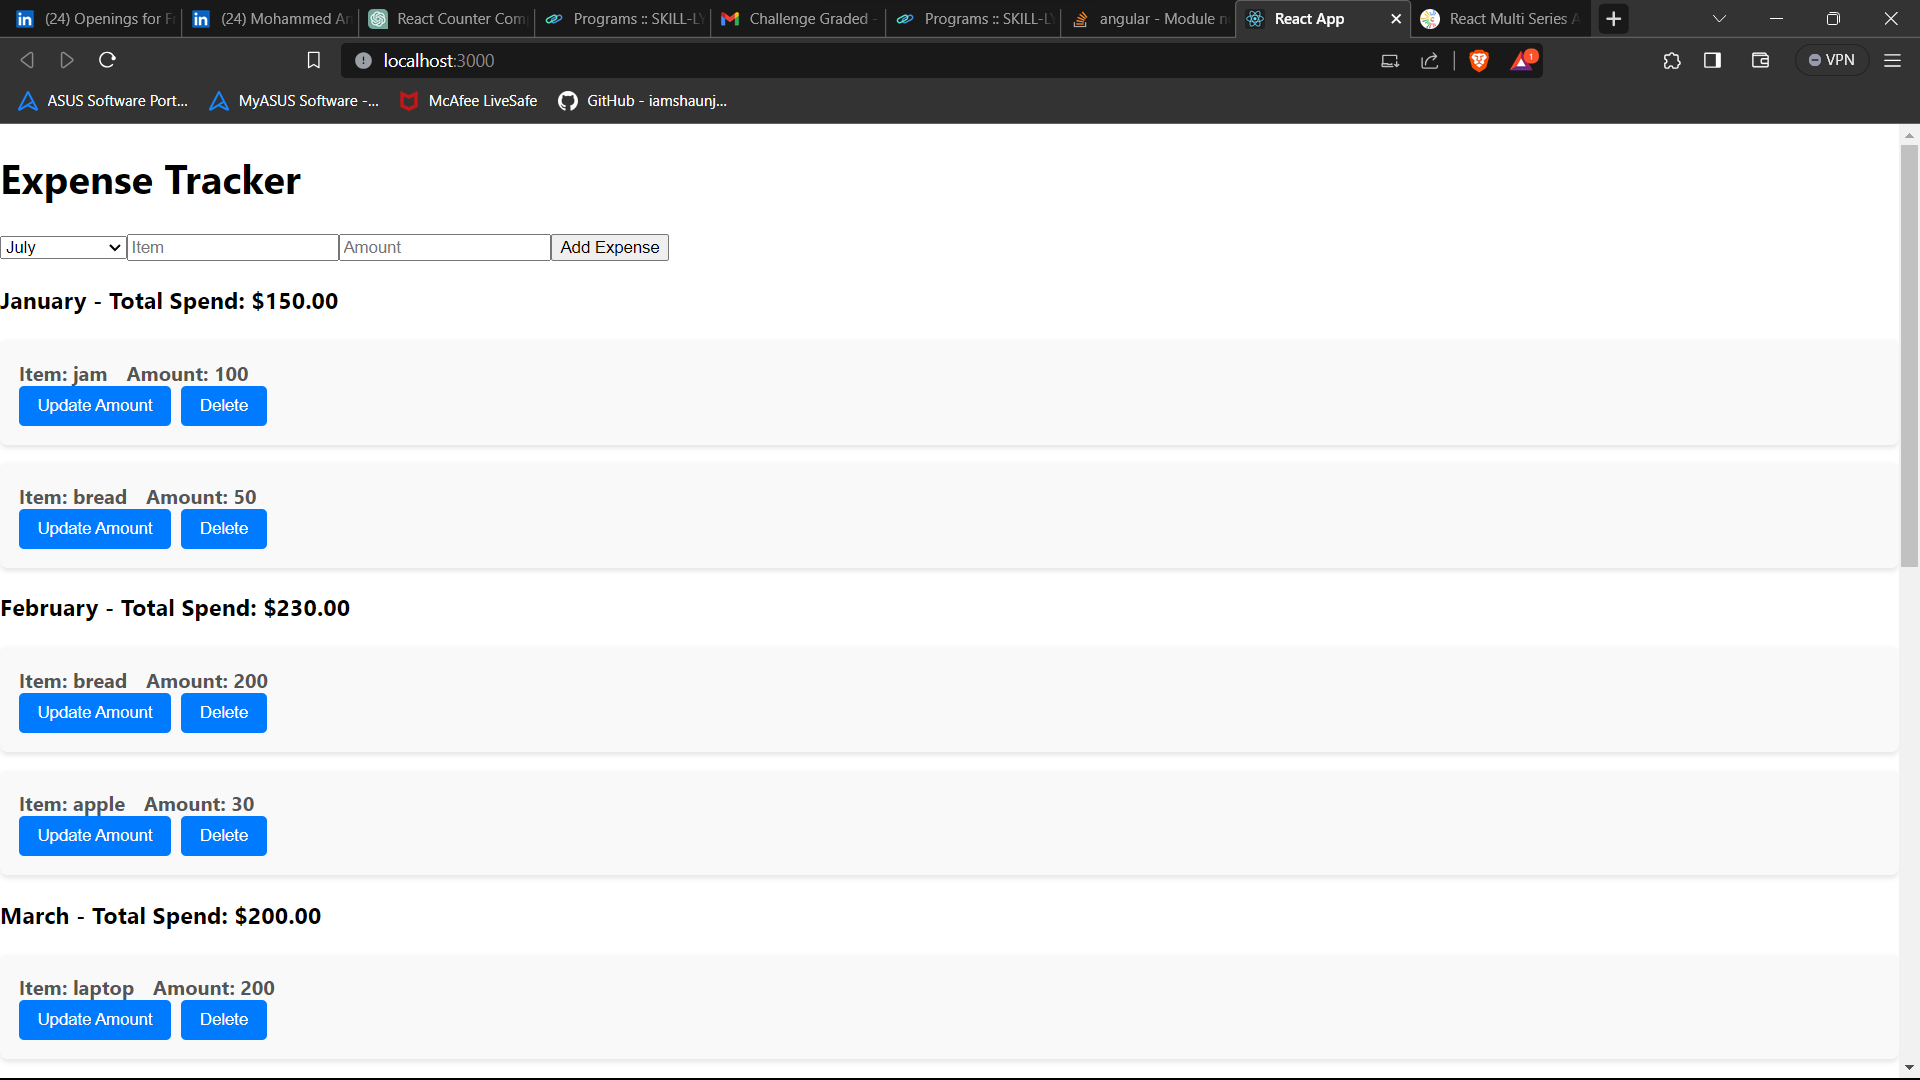 (24) Openings for F
(24) Mohammed A
React Counter Com
Programs :: SKILL-LY
Challenge Graded -
Programs :: SKILL-LY
angular - Module n
React App
React Multi Series A
localhost:3000
1
VPN
ASUS Software Port...
MyASUS Software -...
McAfee LiveSafe
GitHub - iamshaunj...
Expense Tracker
July Item Amount Add Expense
January - Total Spend: $150.00
Item: jam Amount: 100
Update Amount Delete
Item: bread Amount: 50
Update Amount Delete
February - Total Spend: $230.00
Item: bread Amount: 200
Update Amount Delete
Item: apple Amount: 30
Update Amount Delete
March - Total Spend: $200.00
Item: laptop Amount: 200
Update Amount Delete